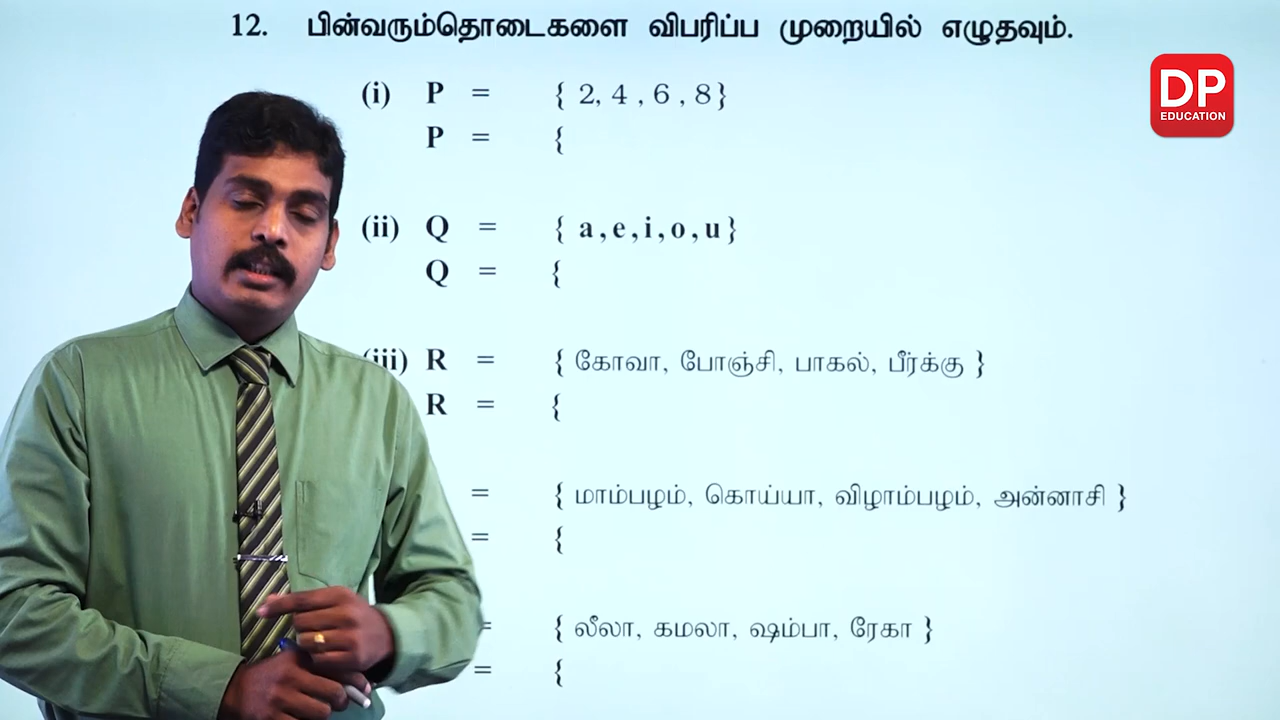 12. பின்வரும்தொடைகளை விபரிப்பு முறையில் எழுதவும்.
DP
EDUCATION
(i) P = { 2, 4 , 6 , 8 }
P = {
(ii) Q = { a , e , i , o , u }
Q = {
(iii) R = { கோவா, போஞ்சி, பாகல், பீர்க்கு }
R = {
= { மாம்பழம், கொய்யா, விழாம்பழம், அன்னாசி }
= {
= { லீலா, கமலா, ஷம்பா, ரேகா }
= {